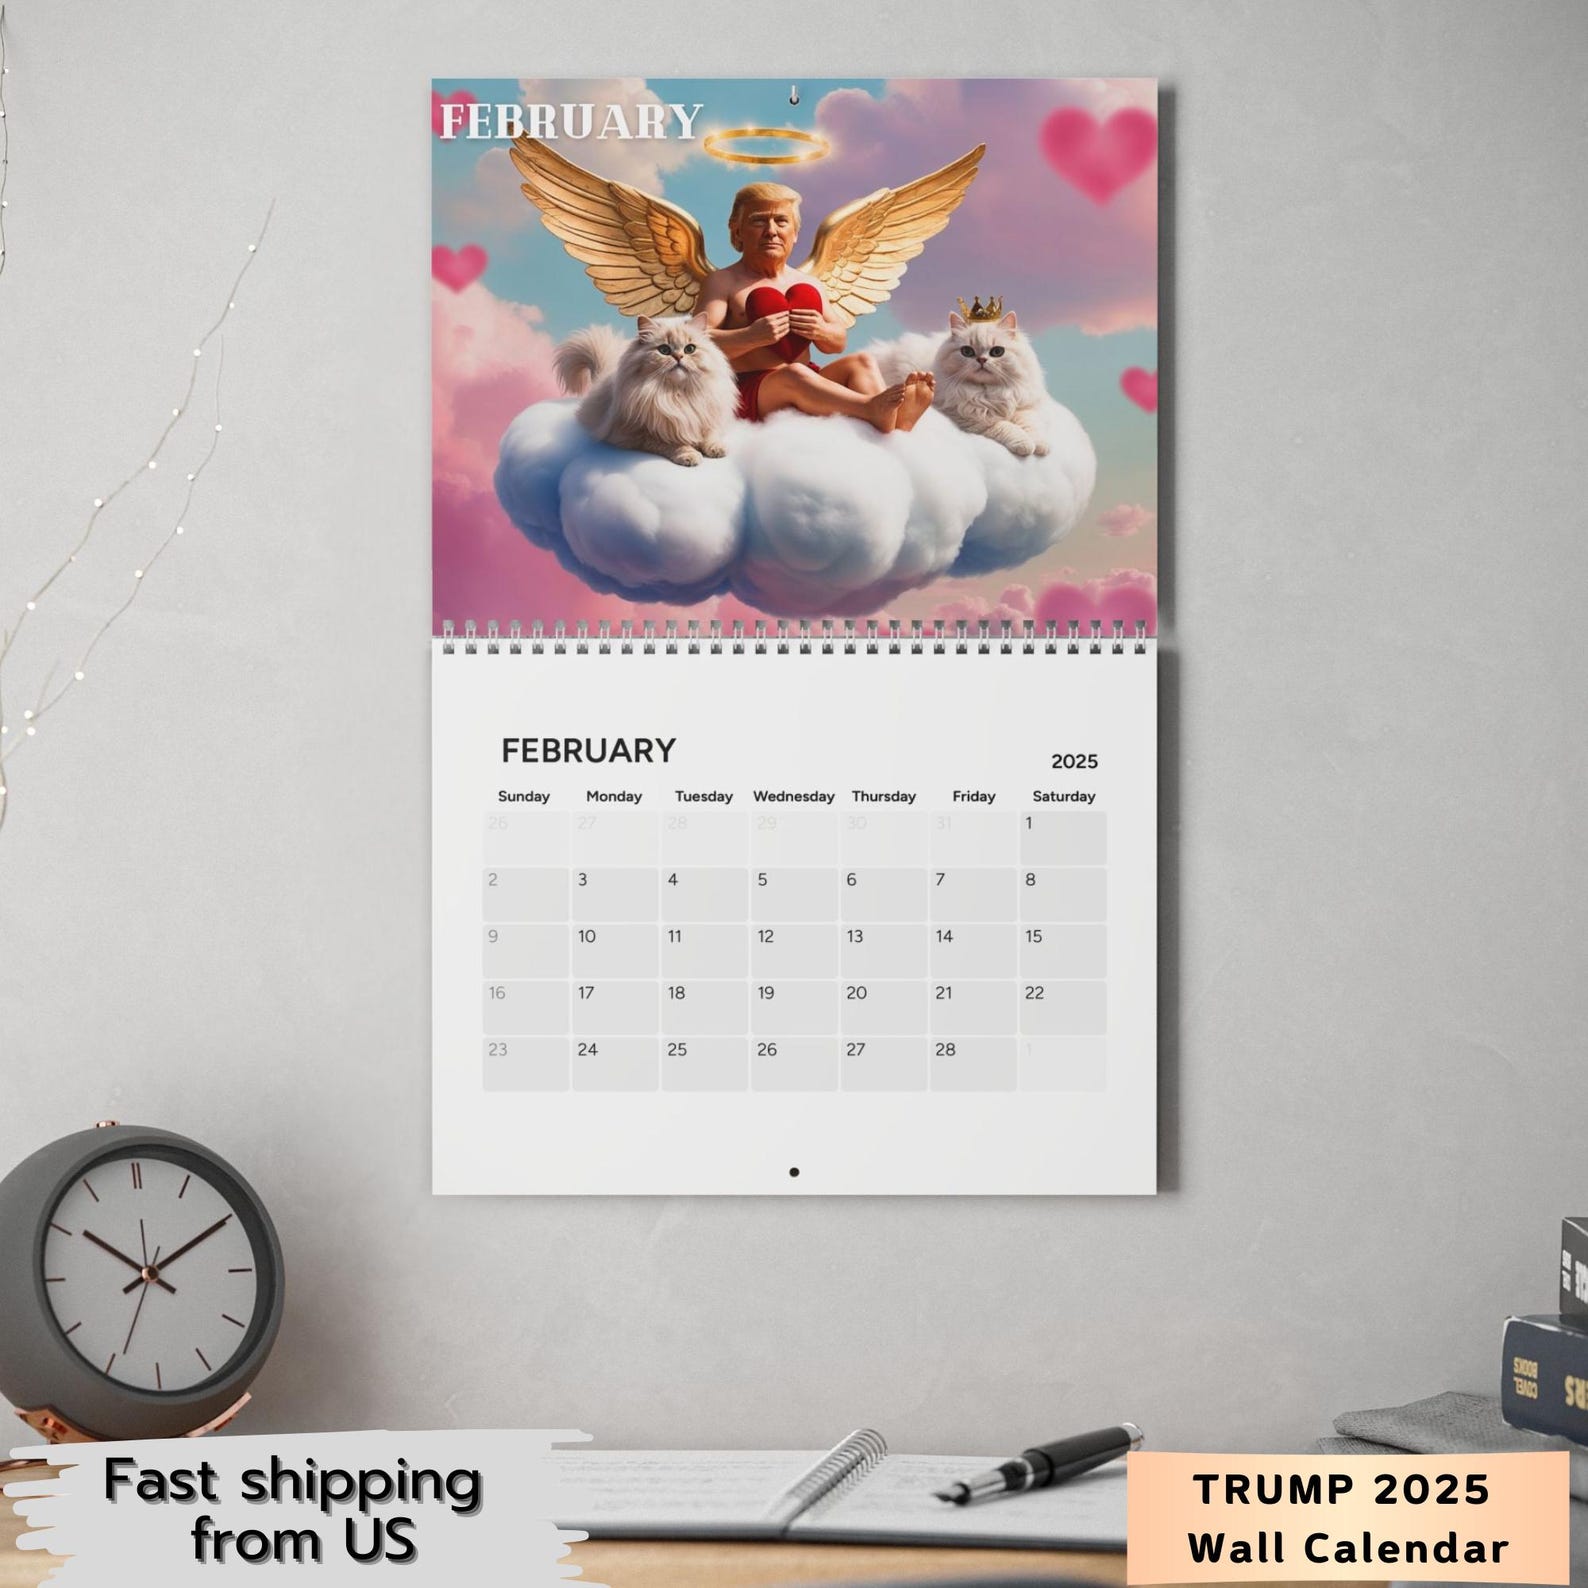 FEBRUARY
FEBRUARY
2025
Sunday Monday Tuesday Wednesday Thursday Friday Saturday
26 27 28 29 30 31 1
2 3 4 5 6 7 8
9 10 11 12 13 14 15
16 17 18 19 20 21 22
23 24 25 26 27 28 1
COVEL
BOOKS
Fast shipping
from US
TRUMP 2025
Wall Calendar